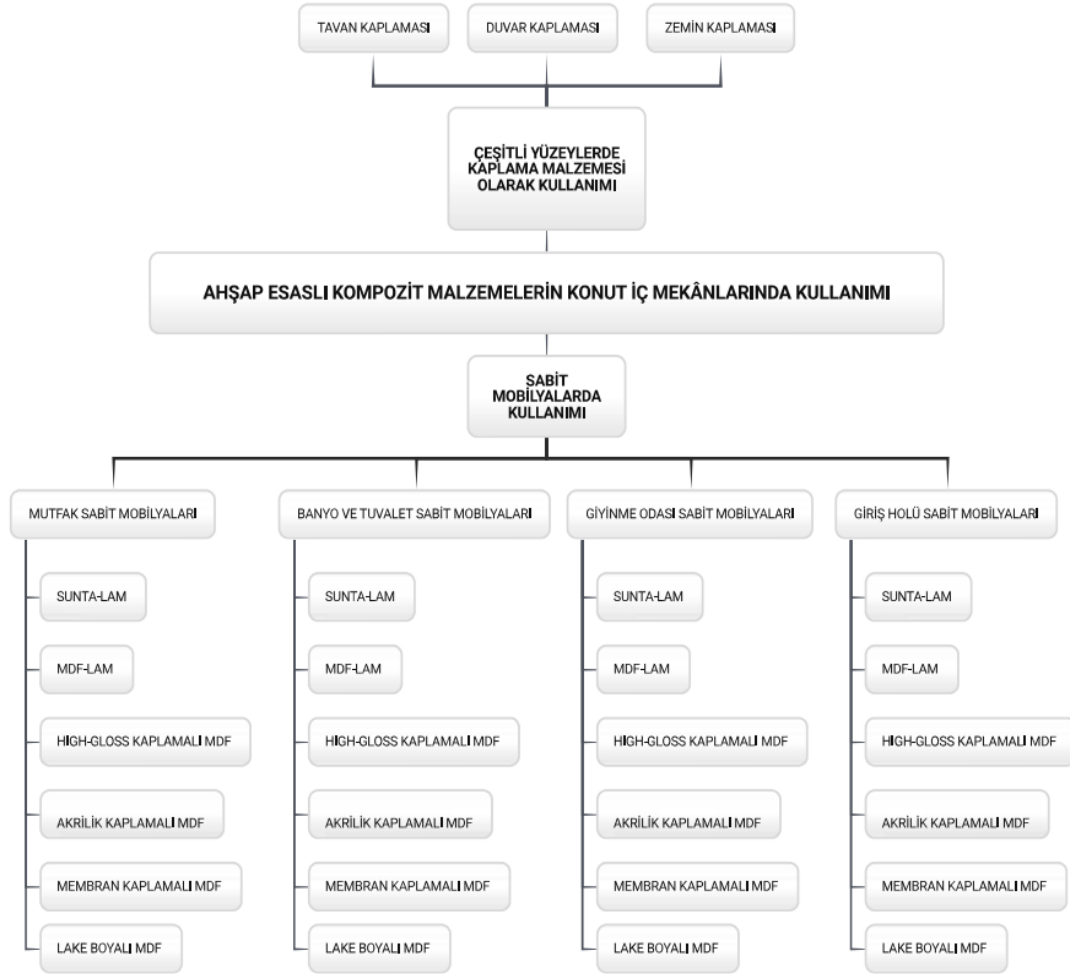 TAVAN KAPLAMASI
DUVAR KAPLAMASI
ZEMİN KAPLAMASI
ÇEŞİTLİ YÜZEYLERDE
KAPLAMA MALZEMESİ
OLARAK KULLANIMI
AHŞAP ESASLI KOMPOZİT MALZEMELERİN KONUT İÇ MEKÂNLARINDA KULLANIMI
SABİT
MOBİLYALARDA
KULLANIMI
MUTFAK SABİT MOBİLYALARI
SUNTA-LAM
MDF-LAM
HIGH-GLOSS KAPLAMALI MDF
AKRİLİK KAPLAMALI MDF
MEMBRAN KAPLAMALI MDF
LAKE BOYALI MDF
BANYO VE TUVALET SABİT MOBİLYALARI
SUNTA-LAM
MDF-LAM
HIGH-GLOSS KAPLAMALI MDF
AKRİLİK KAPLAMALI MDF
MEMBRAN KAPLAMALI MDF
LAKE BOYALI MDF
GİYİNME ODASI SABİT MOBİLYALARI
SUNTA-LAM
MDF-LAM
HIGH-GLOSS KAPLAMALI MDF
AKRİLİK KAPLAMALI MDF
MEMBRAN KAPLAMALI MDF
LAKE BOYALI MDF
GİRİŞ HOLÜ SABİT MOBİLYALARI
SUNTA-LAM
MDF-LAM
HIGH-GLOSS KAPLAMALI MDF
AKRİLİK KAPLAMALI MDF
MEMBRAN KAPLAMALI MDF
LAKE BOYALI MDF